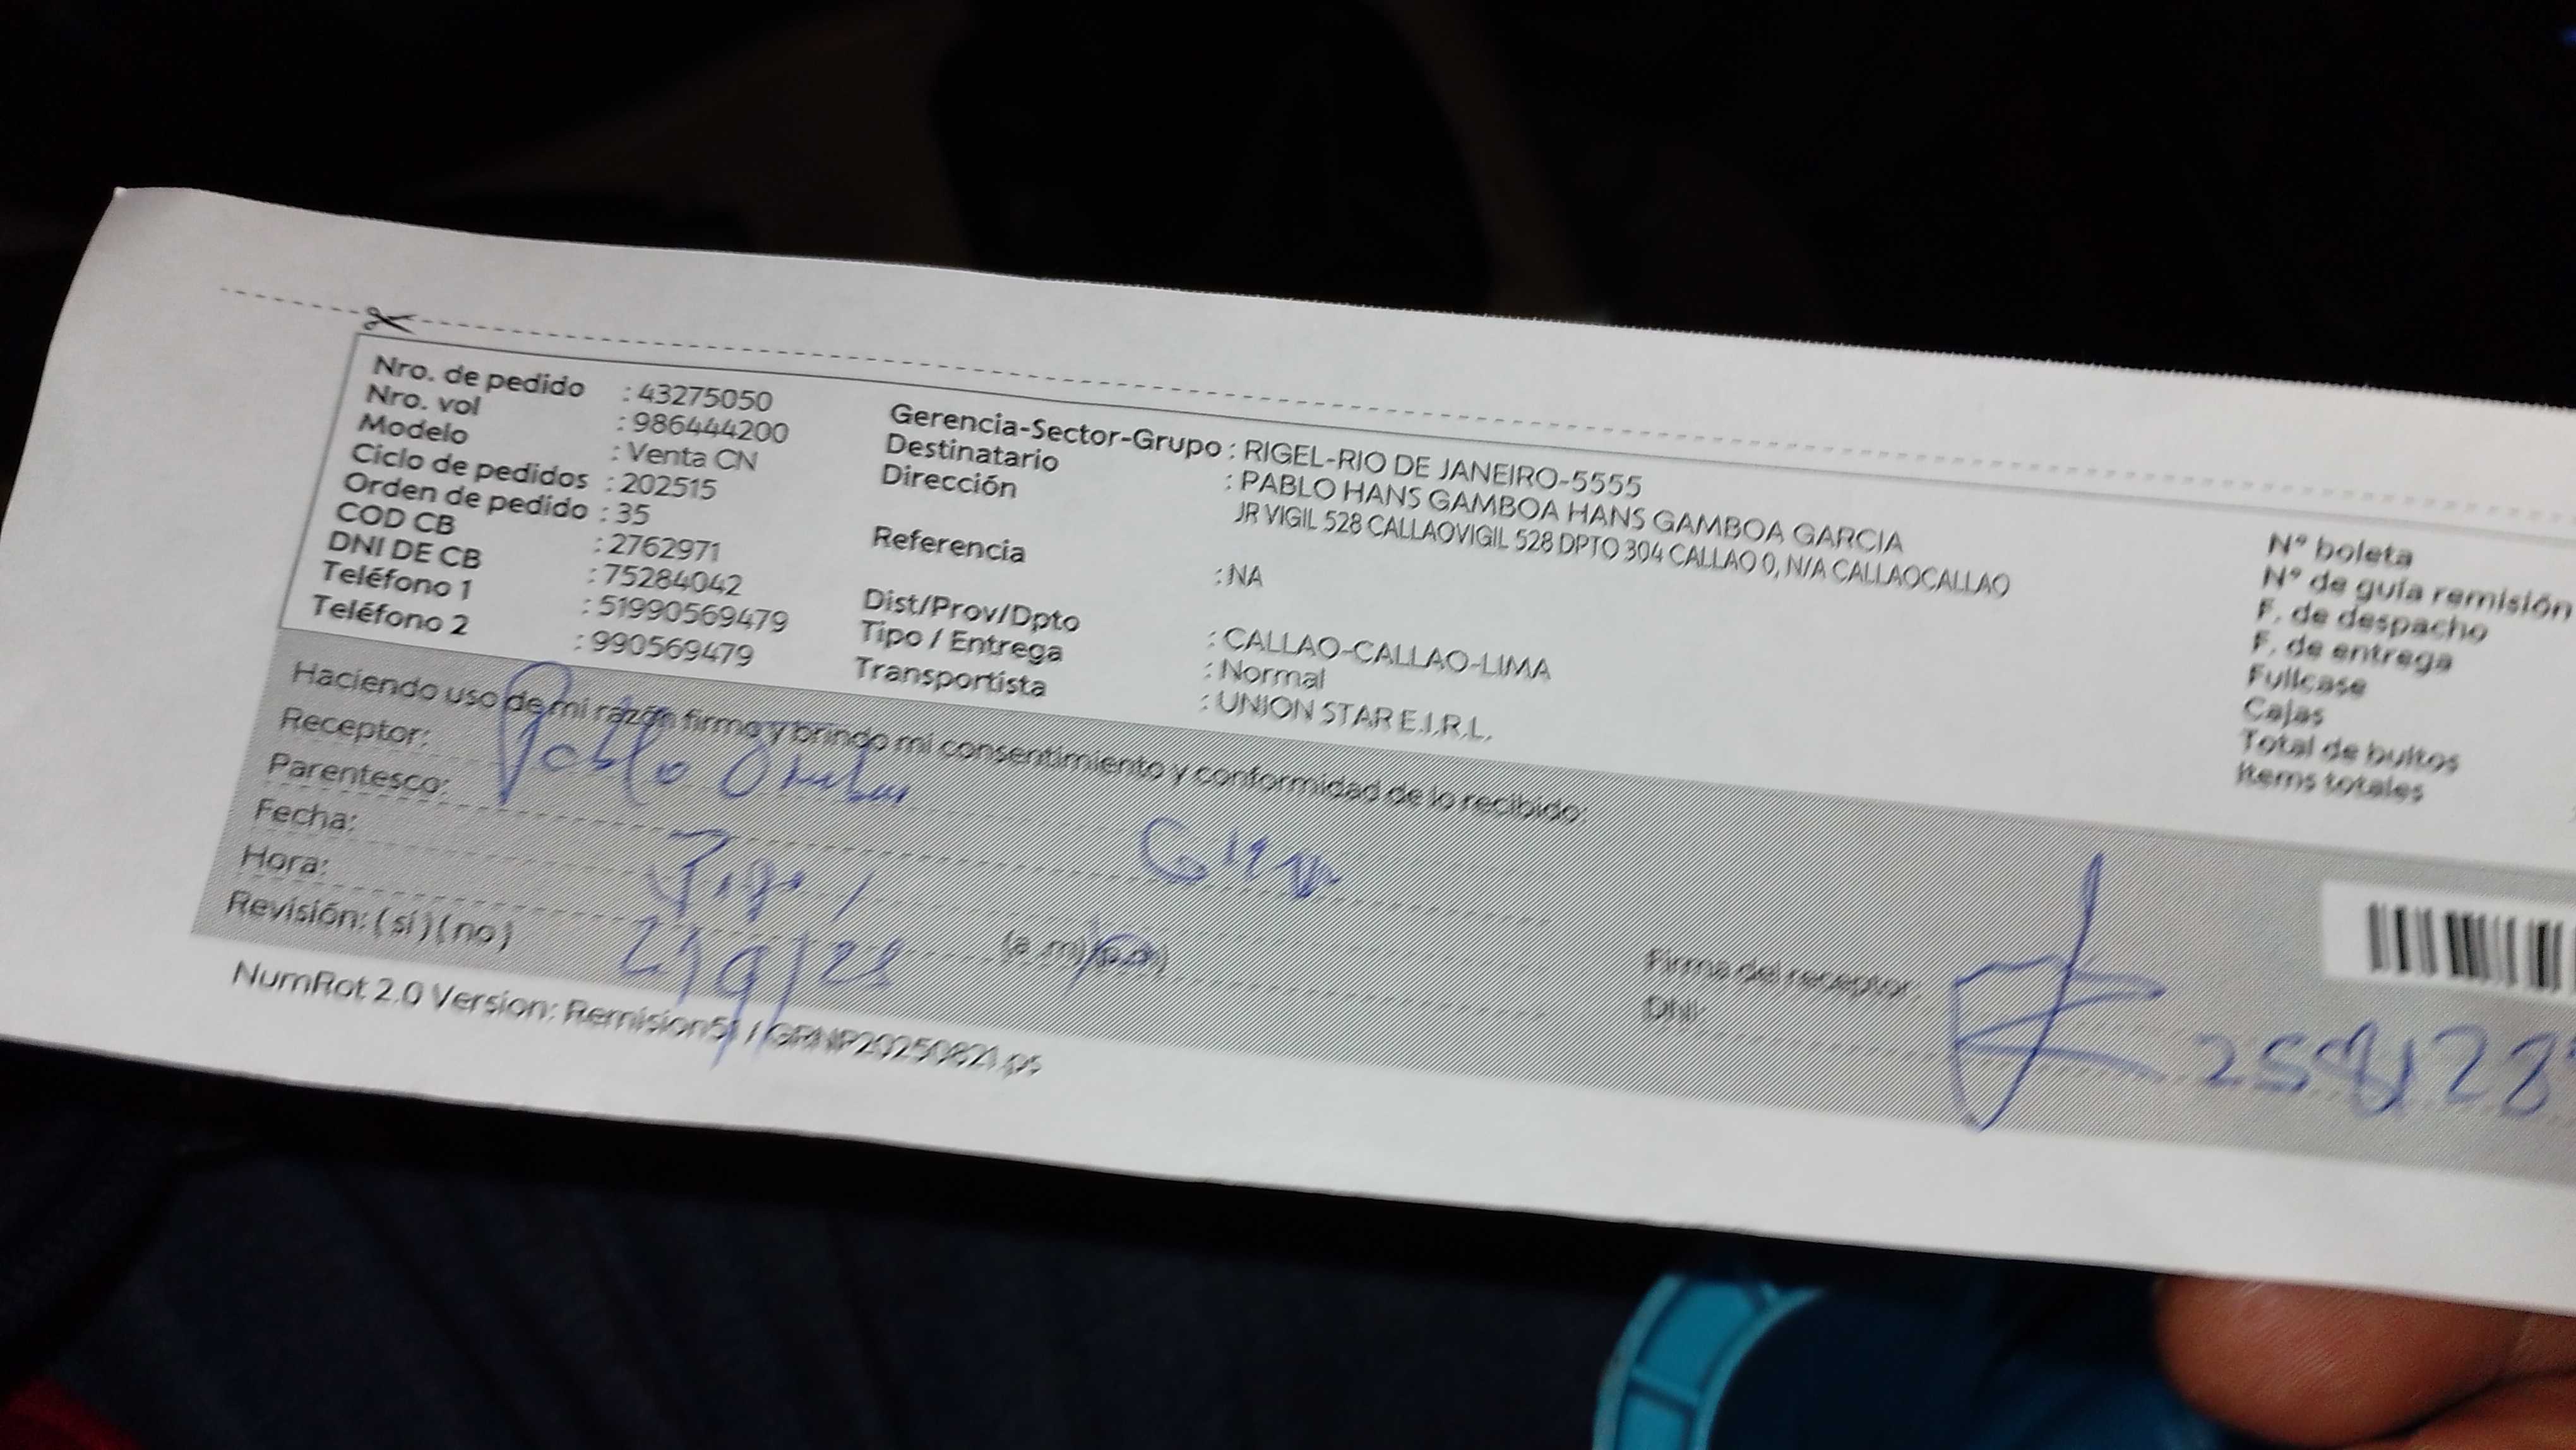 Nro. de pedido : 43275050
Nro. vol : 986444200
Modelo : Venta CN
Ciclo de pedidos : 202515
Orden de pedido : 35
COD CB : 2762971
DNI DE CB : 75284042
Teléfono 1 : 51990569479
Teléfono 2 : 990569479
Gerencia-Sector-Grupo : RIGEL-RIO DE JANEIRO-5555
Destinatario : PABLO HANS GAMBOA HANS GAMBOA GARCIA
Dirección JR VIGIL 528 CALLAOVIGIL 528 DPTO 304 CALLAO 0, N/A CALLAOCALLAO
Referencia : NA
Dist/Prov/Dpto : CALLAO-CALLAO-LIMA
Tipo / Entrega : Normal
Transportista : UNION STAR E.I.R.L.
N° boleta
N° de guía remisión
F. de despacho
F. de entrega
Fullcase
Cajas
Total de bultos
Items totales
Haciendo uso de mi razón firmo y brindo mi consentimiento y conformidad de lo recibido:
Receptor: Pablo
Parentesco:
Fecha:
Hora: (a.m) (p.m)
Revisión: ( si ) ( no )
Firma del receptor:
DNI:
NumRot 2.0 Version: Remision51 / GRNP20250821.ps